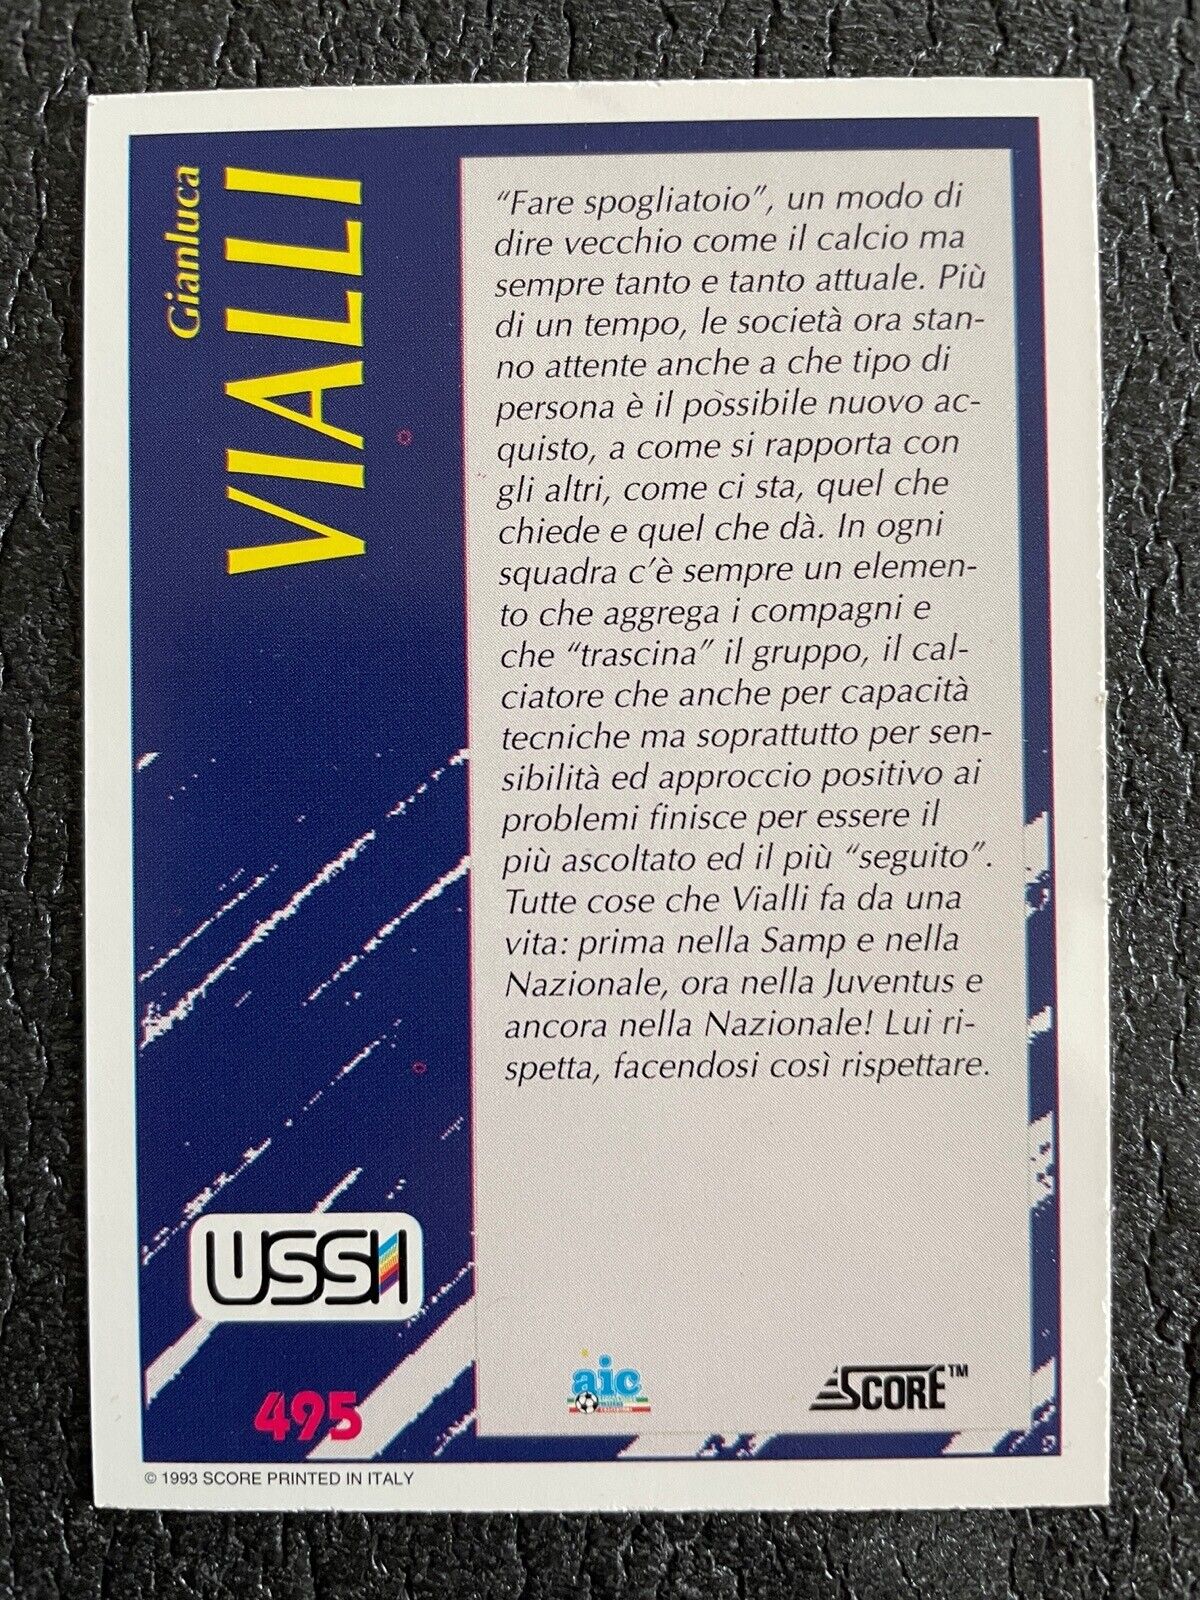 Gianluca
VIALLI
“Fare spogliatoio”, un modo di
dire vecchio come il calcio ma
sempre tanto e tanto attuale. Più
di un tempo, le società ora stan-
no attente anche a che tipo di
persona è il possibile nuovo ac-
quisto, a come si rapporta con
gli altri, come ci sta, quel che
chiede e quel che dà. In ogni
squadra c’è sempre un elemen-
to che aggrega i compagni e
che “trascina” il gruppo, il cal-
ciatore che anche per capacità
tecniche ma soprattutto per sen-
sibilità ed approccio positivo ai
problemi finisce per essere il
più ascoltato ed il più “seguito”.
Tutte cose che Vialli fa da una
vita: prima nella Samp e nella
Nazionale, ora nella Juventus e
ancora nella Nazionale! Lui ri-
spetta, facendosi così rispettare.
USSI
495
aic
SCORE™
© 1993 SCORE PRINTED IN ITALY